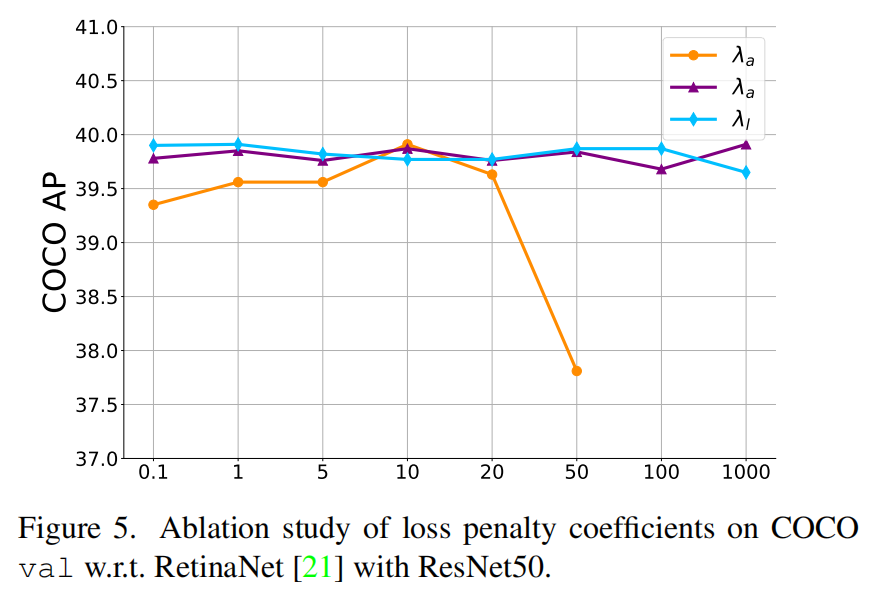 41.0
40.5
40.0
39.5
39.0
38.5
38.0
37.5
37.0
COCO AP
λa
λa
λl
0.1 1 5 10 20 50 100 1000
Figure 5. Ablation study of loss penalty coefficients on COCO
val w.r.t. RetinaNet [21] with ResNet50.